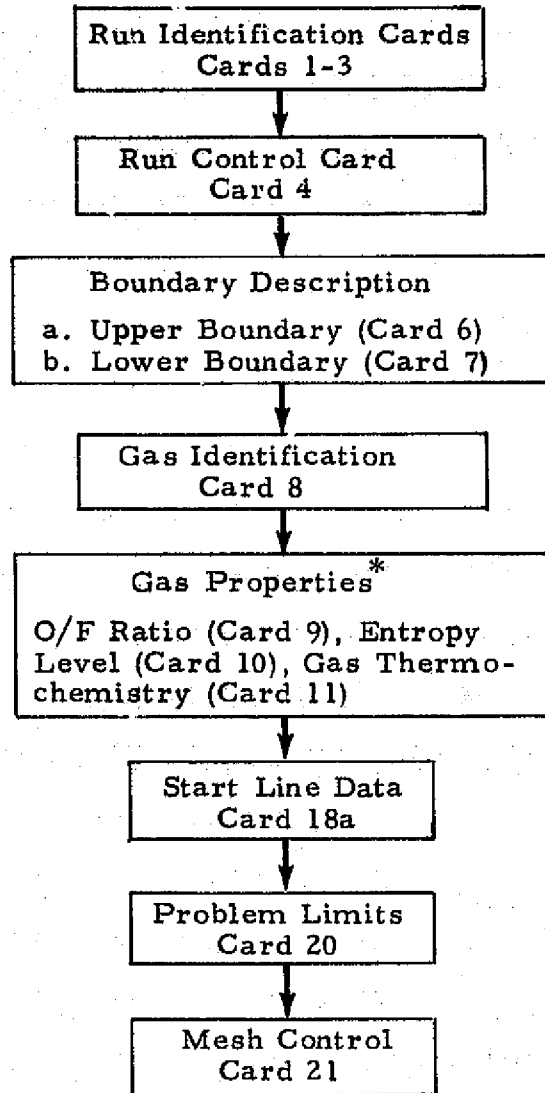 Run Identification Cards
Cards 1-3
Run Control Card
Card 4
Boundary Description
a. Upper Boundary (Card 6)
b. Lower Boundary (Card 7)
Gas Identification
Card 8
Gas Properties*
O/F Ratio (Card 9), Entropy
Level (Card 10), Gas Thermo-
chemistry (Card 11)
Start Line Data
Card 18a
Problem Limits
Card 20
Mesh Control
Card 21